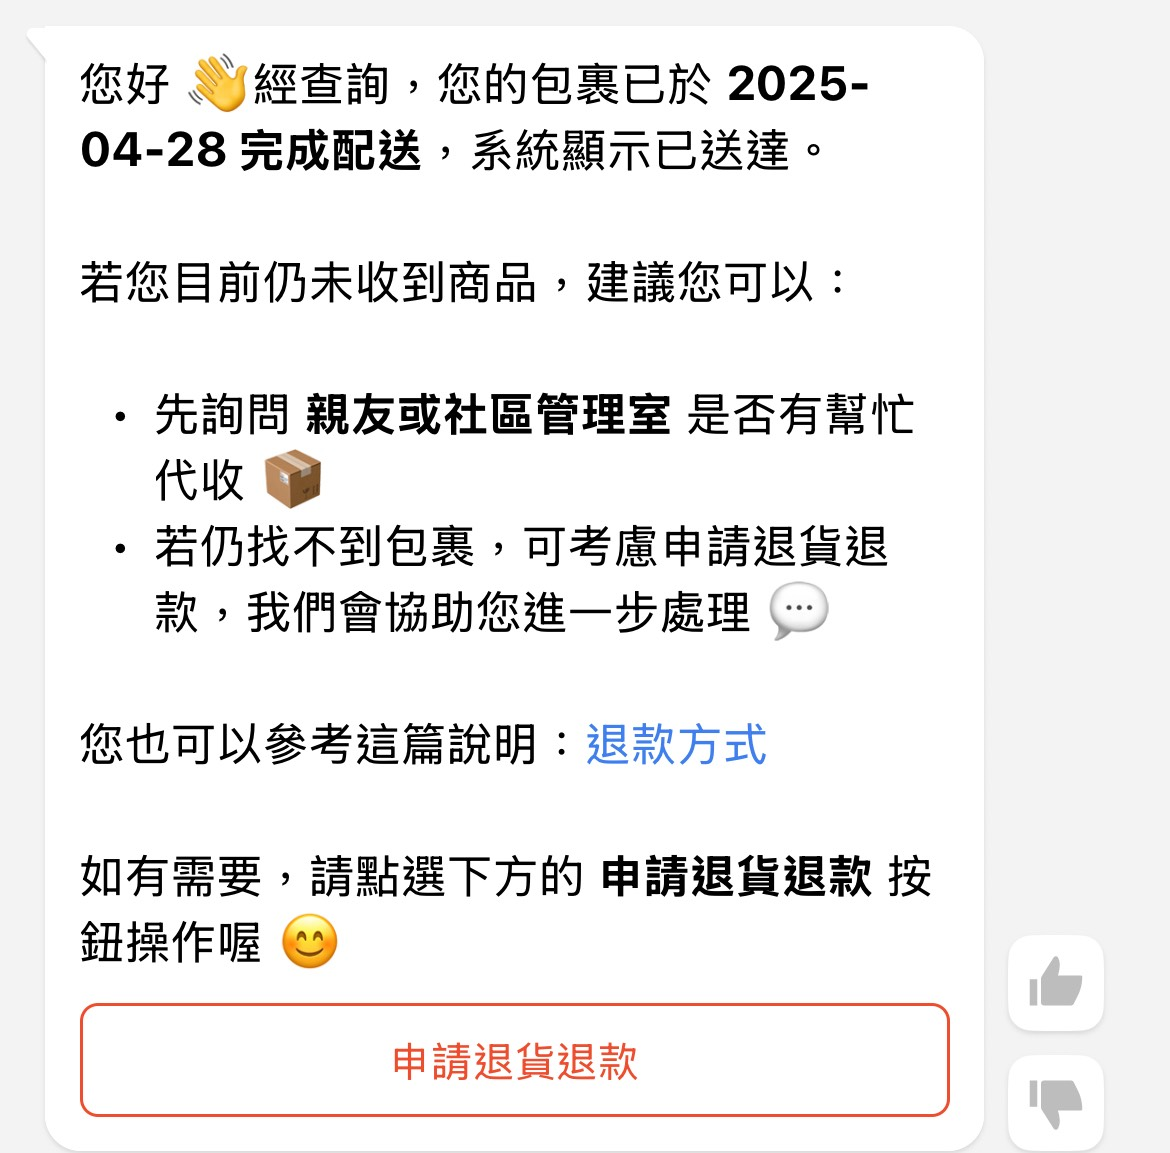 您好 👋經查詢，您的包裹已於 2025-
04-28 完成配送，系統顯示已送達。
若您目前仍未收到商品，建議您可以：
• 先詢問 親友或社區管理室 是否有幫忙
代收 📦
• 若仍找不到包裹，可考慮申請退貨退
款，我們會協助您進一步處理 💬
您也可以參考這篇說明：退款方式
如有需要，請點選下方的 申請退貨退款 按
鈕操作喔 😊
申請退貨退款